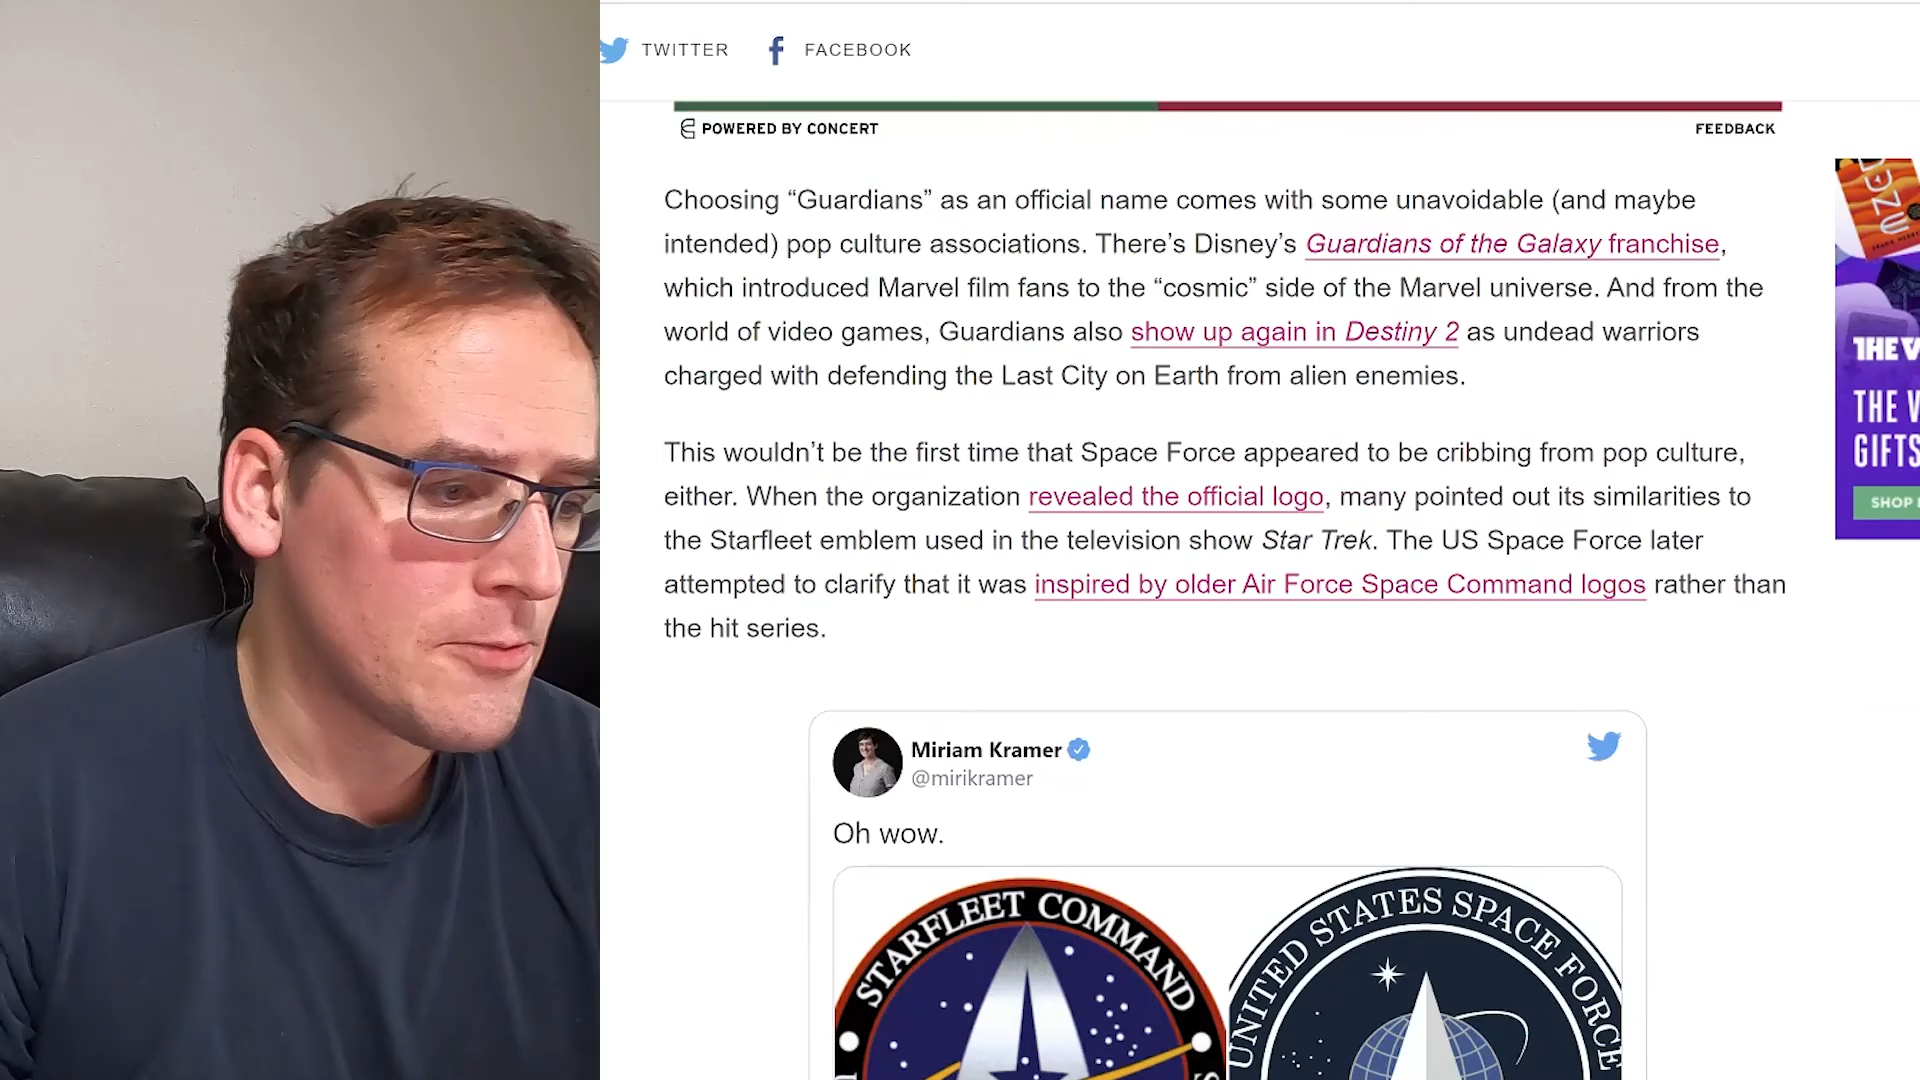 TWITTER FACEBOOK
POWERED BY CONCERT FEEDBACK
Choosing “Guardians” as an official name comes with some unavoidable (and maybe
intended) pop culture associations. There’s Disney’s Guardians of the Galaxy franchise,
which introduced Marvel film fans to the “cosmic” side of the Marvel universe. And from the
world of video games, Guardians also show up again in Destiny 2 as undead warriors
charged with defending the Last City on Earth from alien enemies.
This wouldn’t be the first time that Space Force appeared to be cribbing from pop culture,
either. When the organization revealed the official logo, many pointed out its similarities to
the Starfleet emblem used in the television show Star Trek. The US Space Force later
attempted to clarify that it was inspired by older Air Force Space Command logos rather than
the hit series.
Miriam Kramer
@mirikramer
Oh wow.
STARFLEET COMMAND
UNITED STATES SPACE FORCE
DUNE
THE V
THE V
GIFTS
SHOP